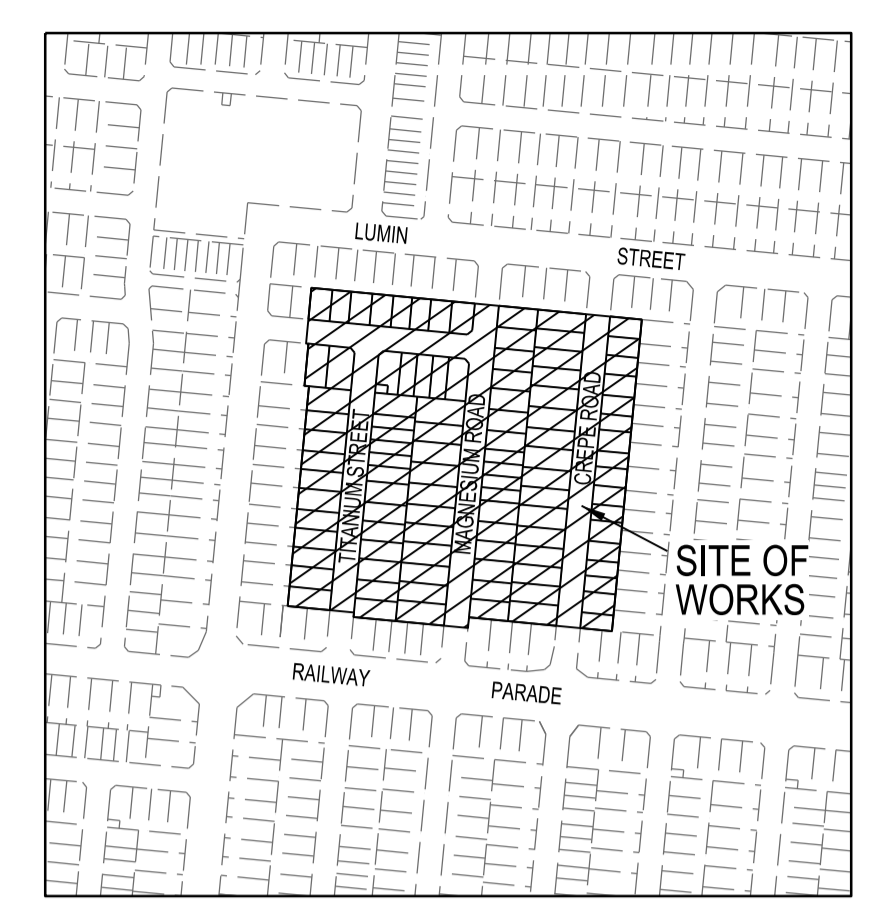 LUMIN
STREET
TITANIUM STREET
MAGNESIUM ROAD
CREPE ROAD
SITE OF
WORKS
RAILWAY
PARADE